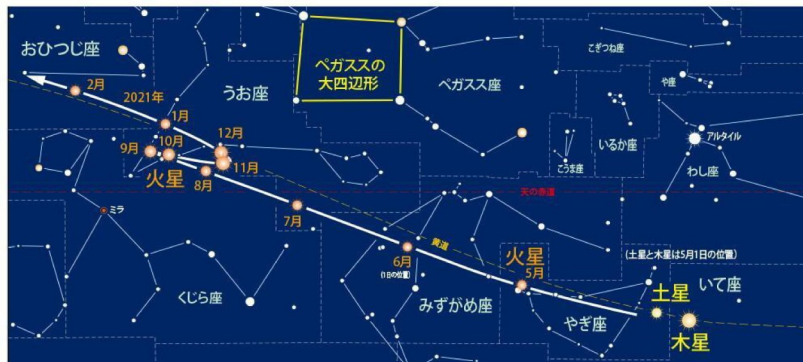 おひつじ座
2月
2021年
1月
うお座
ペガススの
大四辺形
ペガスス座
こぎつね座
や座
アルタイル
いるか座
わし座
こうま座
9月
10月
12月
11月
火星
8月
天の赤道
ミラ
7月
黄道
6月
(1日の位置)
火星
5月
(土星と木星は5月1日の位置)
くじら座
みずがめ座
やぎ座
土星
いて座
木星